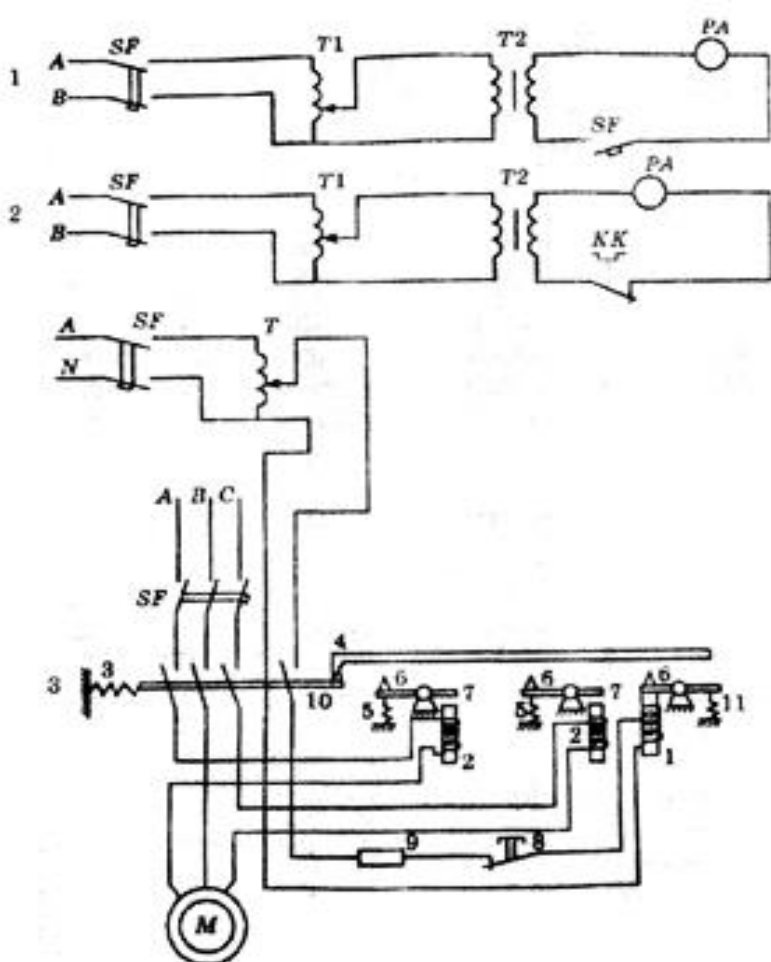 SF T1 T2 PA
1 A
B SF
SF T1 T2 PA
2 A
B KK
A SF T
N
A B C
SF
4
3 3 10 6 7 6 7 6 11
5 5
2 2 1
9 8
M